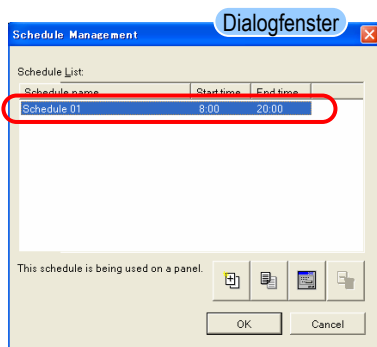 Dialogfenster
Schedule Management
Schedule List:
Schedule name Start time End time
Schedule 01 8:00 20:00
This schedule is being used on a panel.
OK Cancel